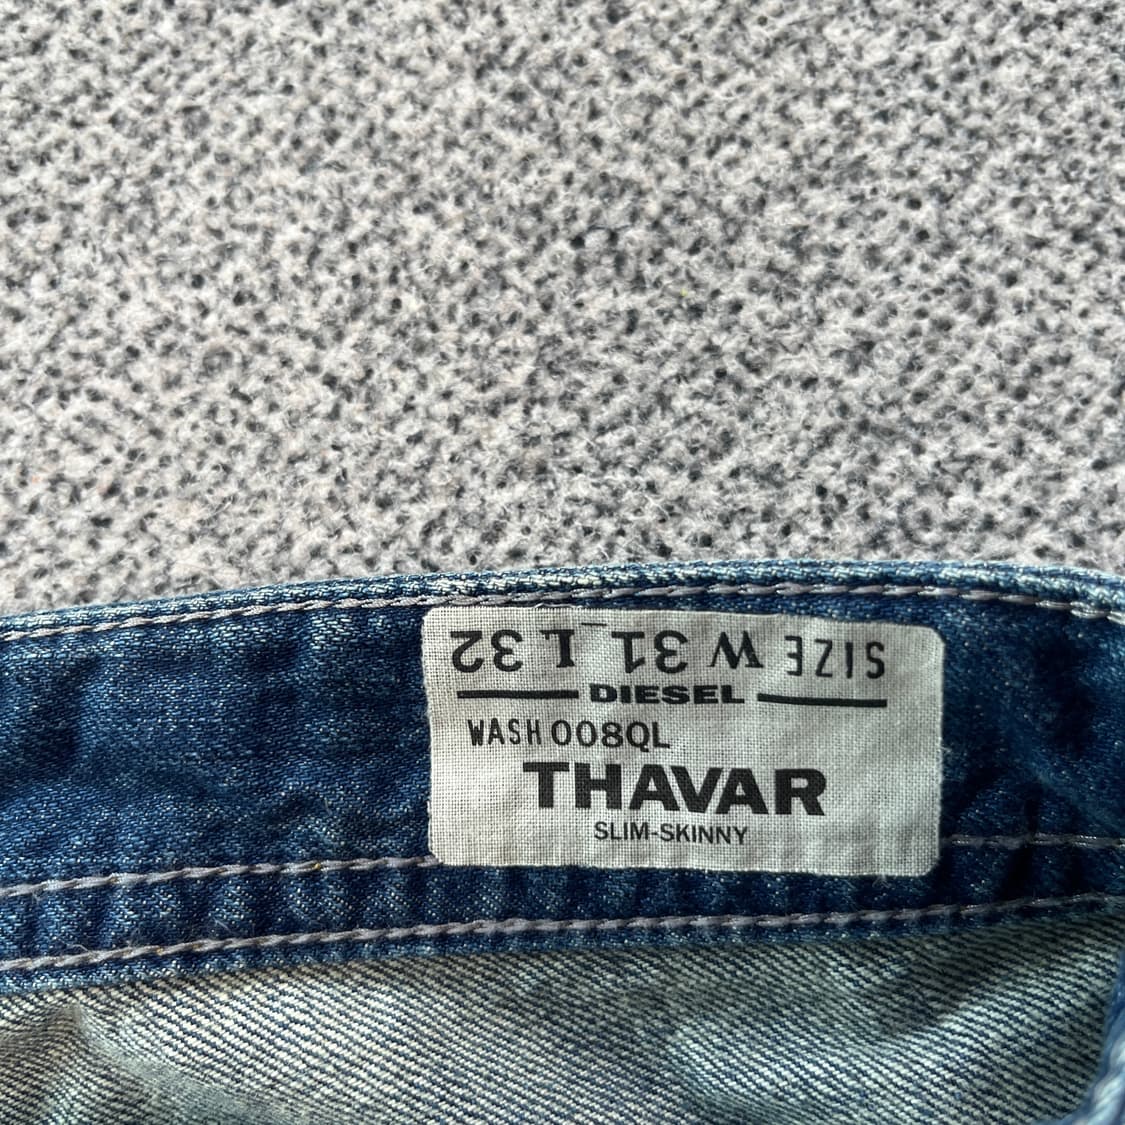 SIZE W 31 L 32
DIESEL
WASH 008QL
THAVAR
SLIM-SKINNY